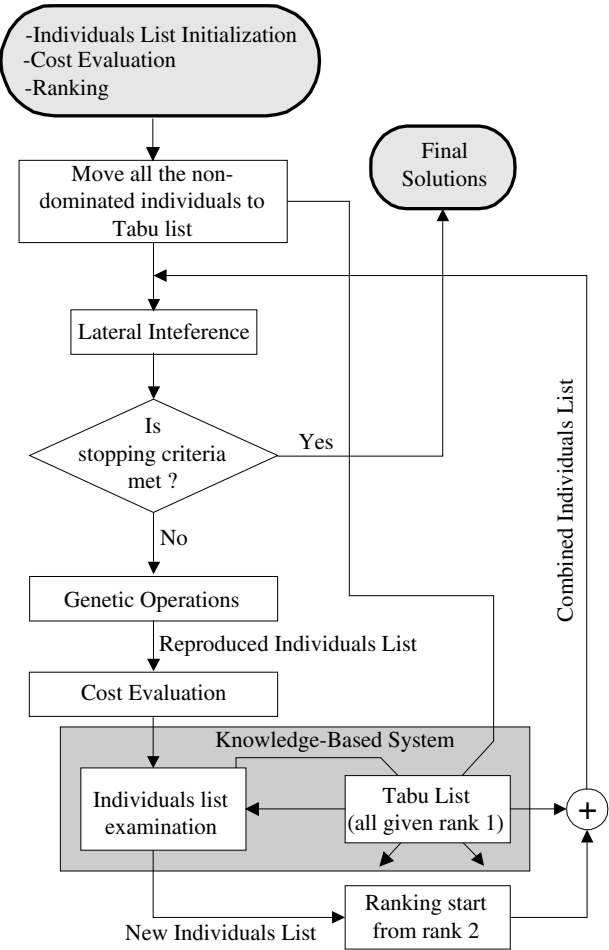 -Individuals List Initialization
-Cost Evaluation
-Ranking
Move all the non-
dominated individuals to
Tabu list
Final
Solutions
Lateral Inteference
Is
stopping criteria
met ?
Yes
No
Combined Individuals List
Genetic Operations
Reproduced Individuals List
Cost Evaluation
Knowledge-Based System
Individuals list
examination
Tabu List
(all given rank 1)
+
New Individuals List
Ranking start
from rank 2